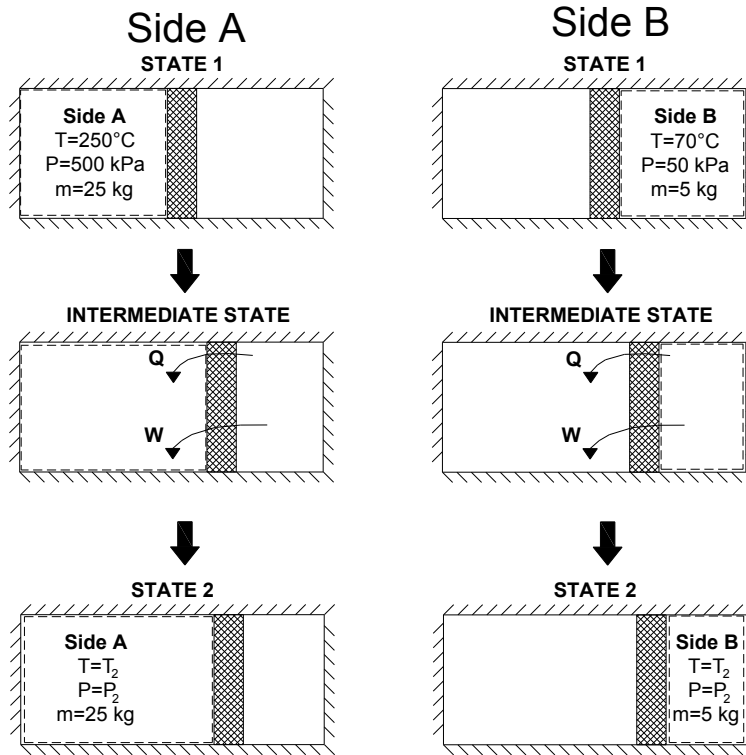 Side A
STATE 1
Side A
T=250°C
P=500 kPa
m=25 kg
INTERMEDIATE STATE
Q
W
STATE 2
Side A
T=T₂
P=P₂
m=25 kg
Side B
STATE 1
Side B
T=70°C
P=50 kPa
m=5 kg
INTERMEDIATE STATE
Q
W
STATE 2
Side B
T=T₂
P=P₂
m=5 kg